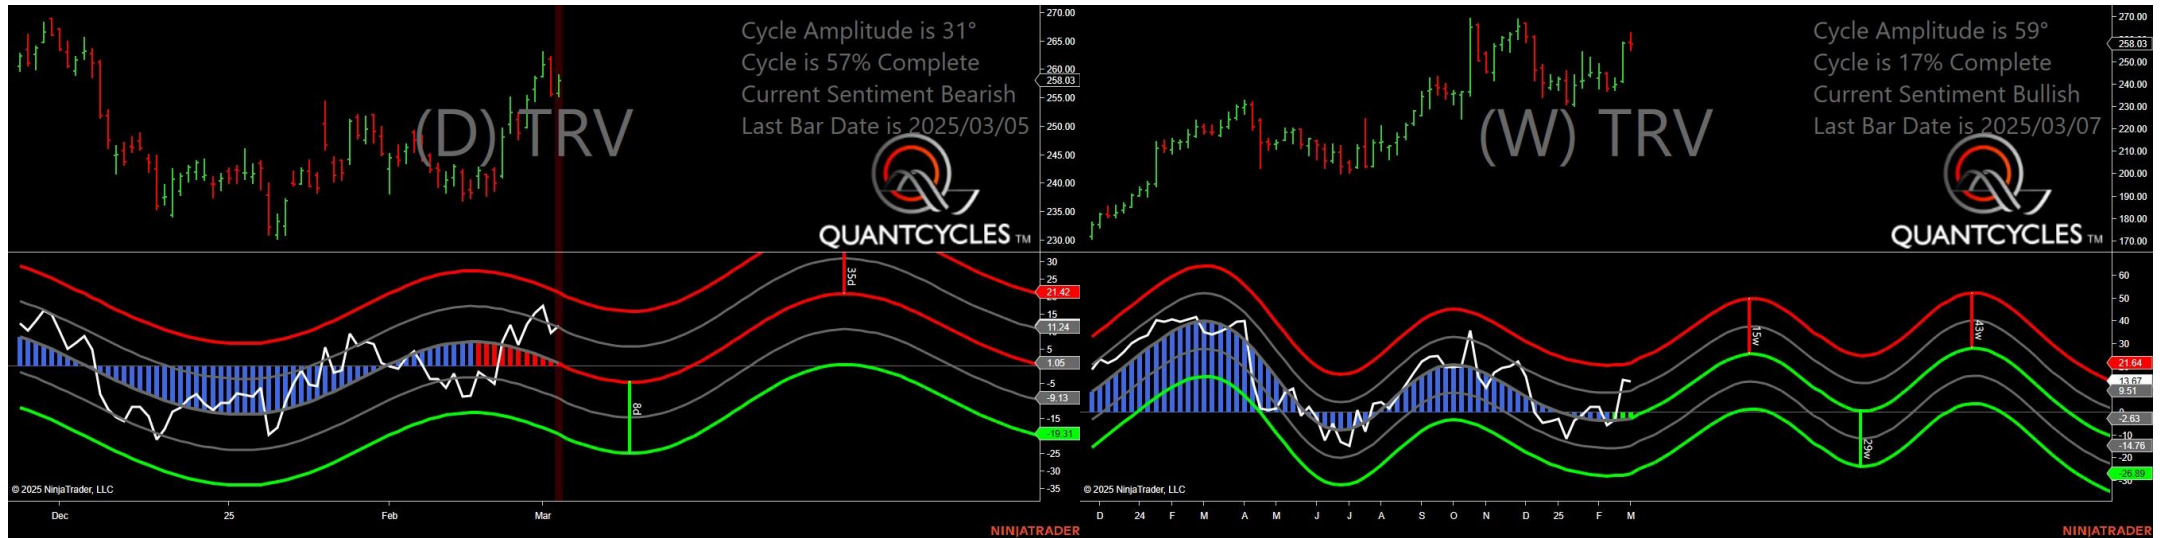 Cycle Amplitude is 31°
Cycle is 57% Complete
Current Sentiment Bearish
Last Bar Date is 2025/03/05
(D) TRV
QUANTCYCLES TM
270.00
265.00
260.00
258.03
255.00
250.00
245.00
240.00
235.00
230.00
30
25
21.42
15
11.24
5
1.05
-5
-9.13
-15
-19.31
-25
-30
-35
35d
8d
© 2025 NinjaTrader, LLC
Dec
25
Feb
Mar
NINJATRADER
Cycle Amplitude is 59°
Cycle is 17% Complete
Current Sentiment Bullish
Last Bar Date is 2025/03/07
(W) TRV
QUANTCYCLES TM
270.00
258.03
250.00
240.00
230.00
220.00
210.00
200.00
190.00
180.00
170.00
60
50
40
30
21.64
13.67
9.51
-2.63
-10
-14.76
-20
-26.89
15w
43w
29w
© 2025 NinjaTrader, LLC
D 24 F M A M J J A S O N D 25 F M
NINJATRADER